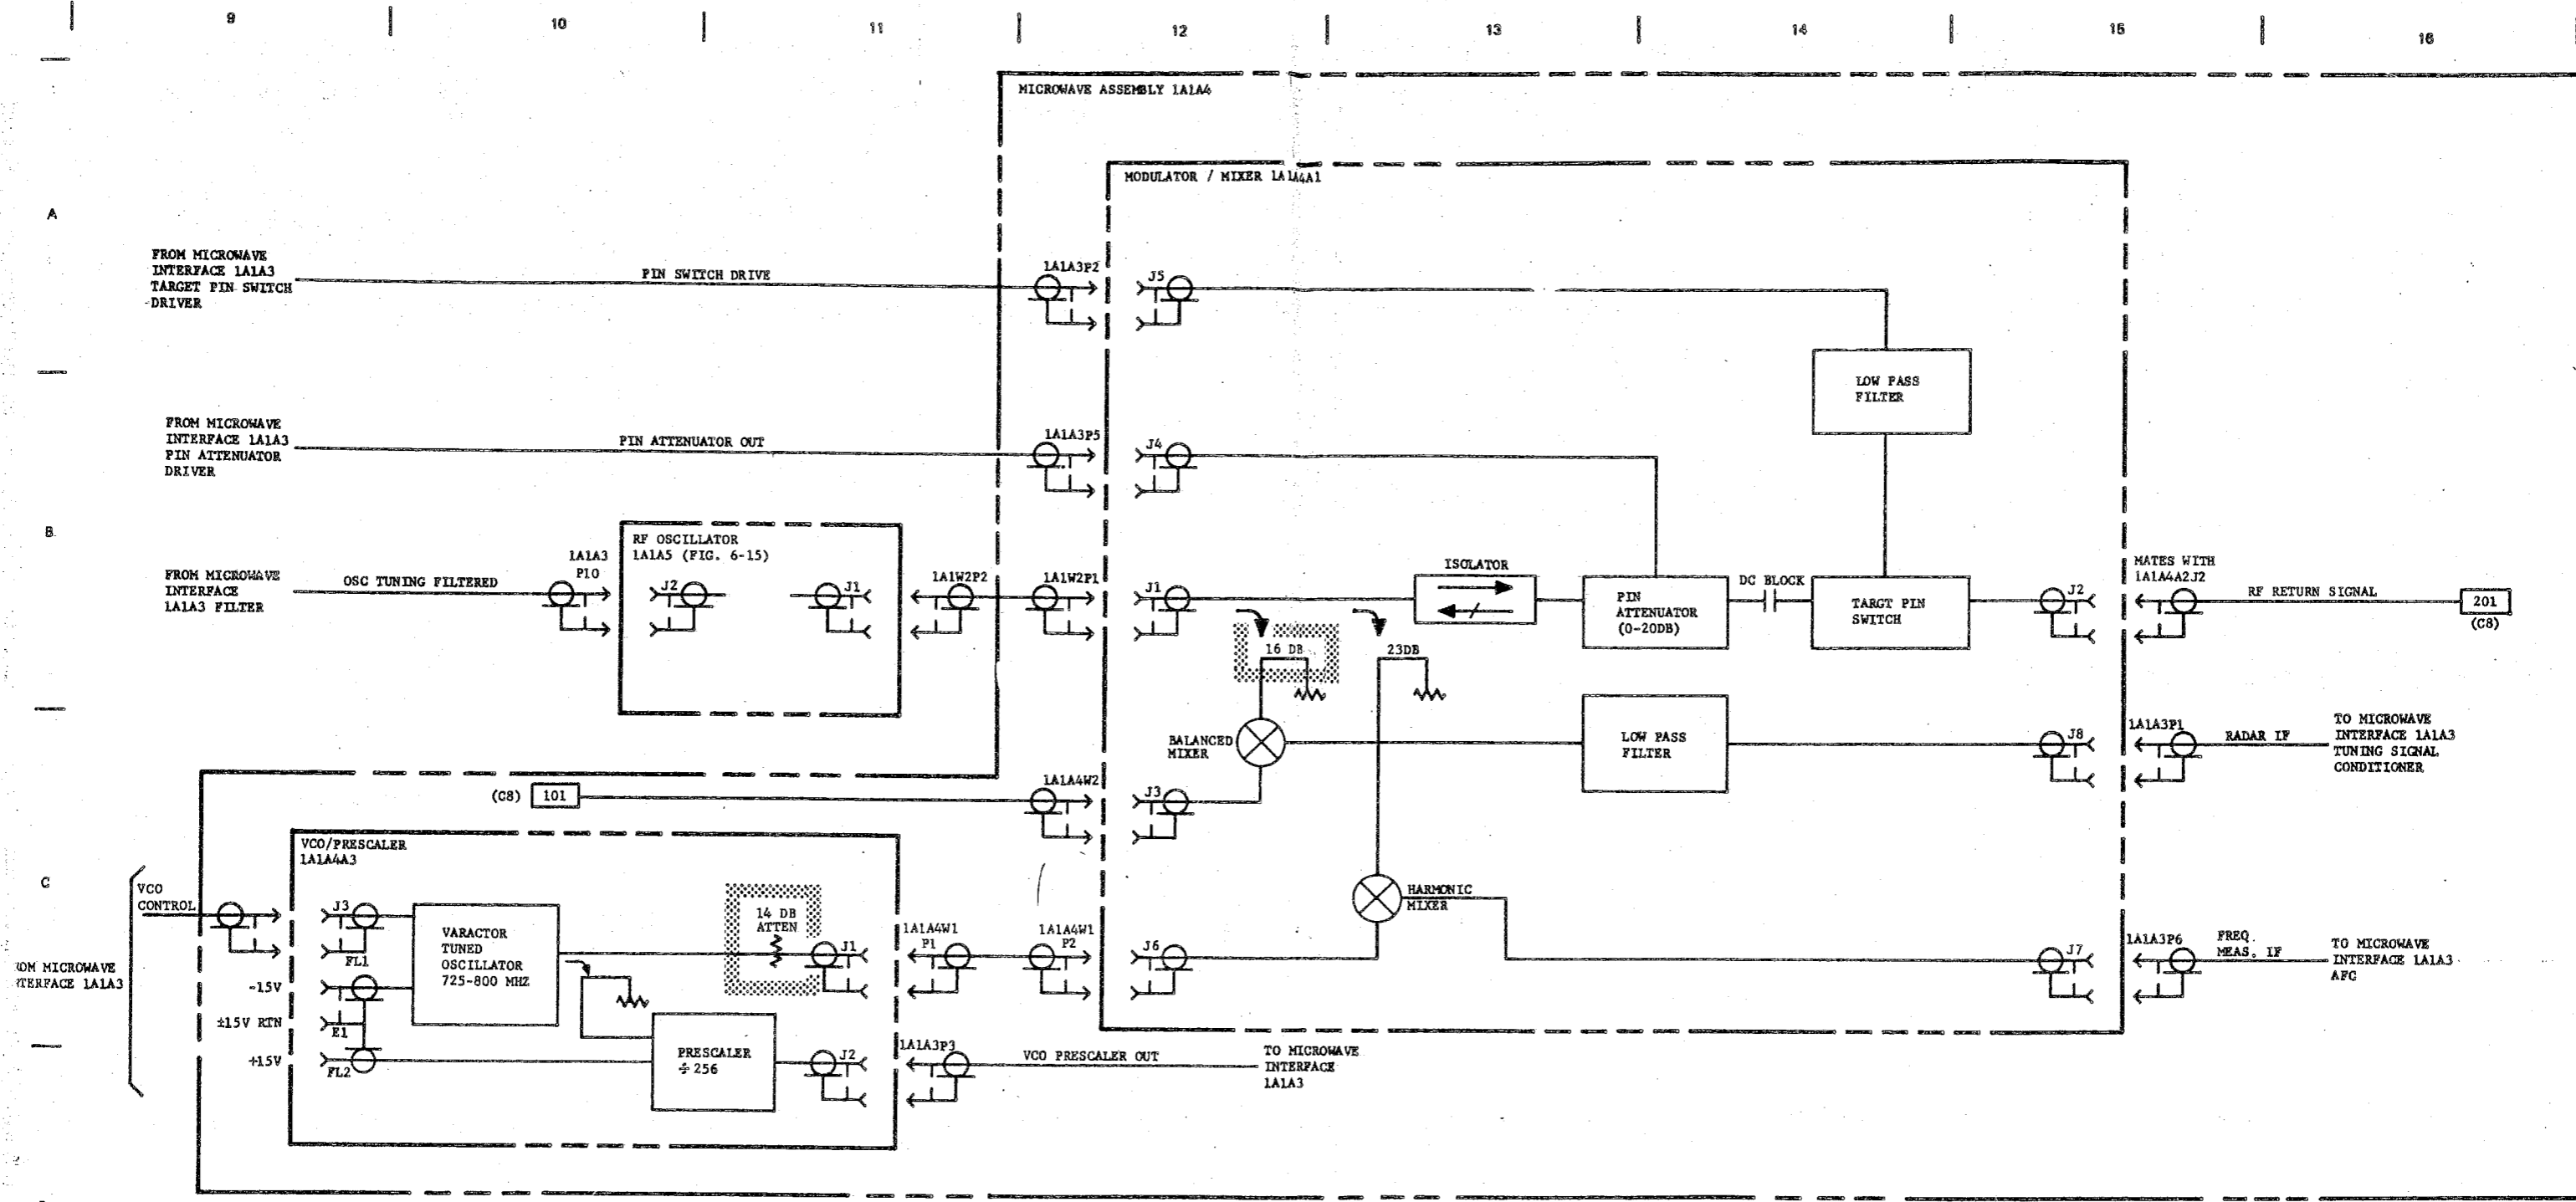 9
10
11
12
13
14
15
16
MICROWAVE ASSEMBLY 1A1A4
MODULATOR / MIXER 1A1A4A1
A
FROM MICROWAVE
INTERFACE 1A1A3
TARGET PIN SWITCH
DRIVER
PIN SWITCH DRIVE
1A1A3P2
J5
LOW PASS
FILTER
FROM MICROWAVE
INTERFACE 1A1A3
PIN ATTENUATOR
DRIVER
PIN ATTENUATOR OUT
1A1A3P5
J4
B
FROM MICROWAVE
INTERFACE
1A1A3 FILTER
OSC TUNING FILTERED
1A1A3
P10
RF OSCILLATOR
1A1A5 (FIG. 6-15)
J2
J1
1A1W2P2
1A1W2P1
J1
ISOLATOR
PIN
ATTENUATOR
(0-20DB)
DC BLOCK
TARGT PIN
SWITCH
J2
MATES WITH
1A1A4A2J2
RF RETURN SIGNAL
201
(C8)
16 DB
23DB
BALANCED
MIXER
LOW PASS
FILTER
J8
1A1A3P1
RADAR IF
TO MICROWAVE
INTERFACE 1A1A3
TUNING SIGNAL
CONDITIONER
(C8)
101
1A1A4W2
J3
C
VCO/PRESCALER
1A1A4A3
VCO
CONTROL
J3
FL1
VARACTOR
TUNED
OSCILLATOR
725-800 MHZ
14 DB
ATTEN
J1
1A1A4W1
P1
1A1A4W1
P2
J6
HARMONIC
MIXER
J7
1A1A3P6
FREQ.
MEAS. IF
TO MICROWAVE
INTERFACE 1A1A3
AFC
OM MICROWAVE
TERFACE 1A1A3
-15V
±15V RTN
E1
+15V
FL2
PRESCALER
÷ 256
J2
1A1A3P3
VCO PRESCALER OUT
TO MICROWAVE
INTERFACE
1A1A3